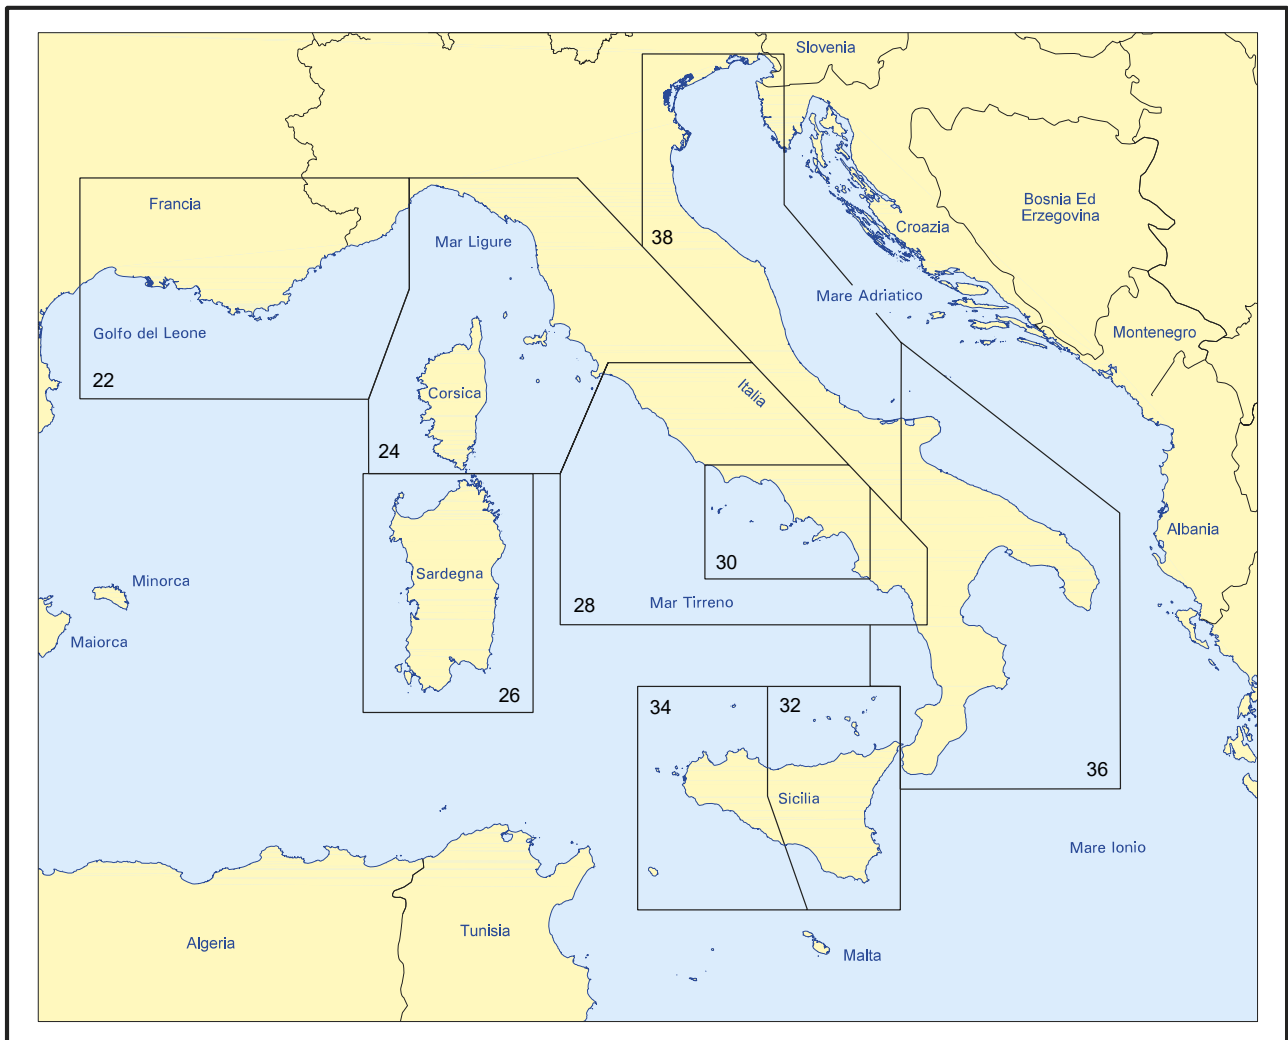 Slovenia
Francia
Bosnia Ed
Erzegovina
Croazia
38
Mar Ligure
Mare Adriatico
Golfo del Leone
Montenegro
22
Corsica
Italia
24
Albania
30
Sardegna
Minorca
28
Mar Tirreno
Maiorca
26
34
32
36
Sicilia
Mare Ionio
Algeria
Tunisia
Malta